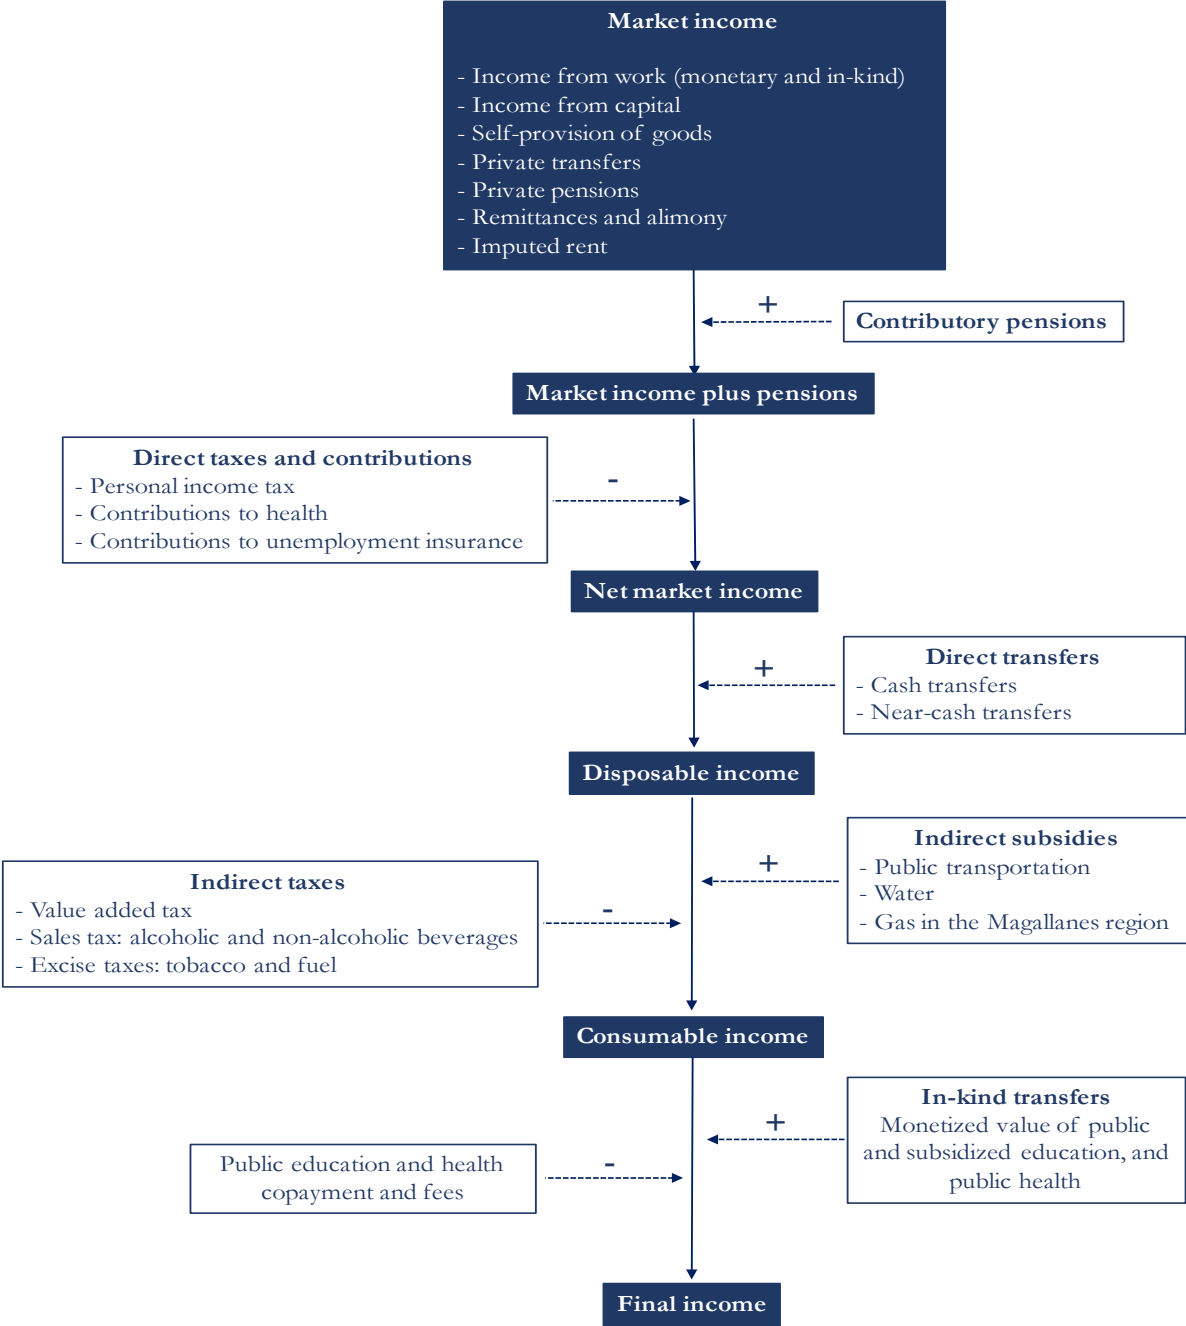 Market income
- Income from work (monetary and in-kind)
- Income from capital
- Self-provision of goods
- Private transfers
- Private pensions
- Remittances and alimony
- Imputed rent
+
Contributory pensions
Market income plus pensions
Direct taxes and contributions
- Personal income tax
- Contributions to health
- Contributions to unemployment insurance
-
Net market income
+
Direct transfers
- Cash transfers
- Near-cash transfers
Disposable income
+
Indirect subsidies
- Public transportation
- Water
- Gas in the Magallanes region
Indirect taxes
- Value added tax
- Sales tax: alcoholic and non-alcoholic beverages
- Excise taxes: tobacco and fuel
-
Consumable income
+
In-kind transfers
Monetized value of public
and subsidized education, and
public health
Public education and health
copayment and fees
-
Final income